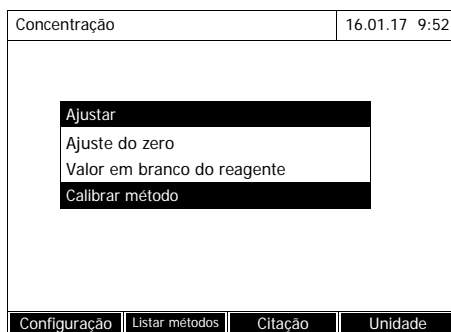 Concentração 16.01.17 9:52
Ajustar
Ajuste do zero
Valor em branco do reagente
Calibrar método
Configuração Listar métodos Citação Unidade